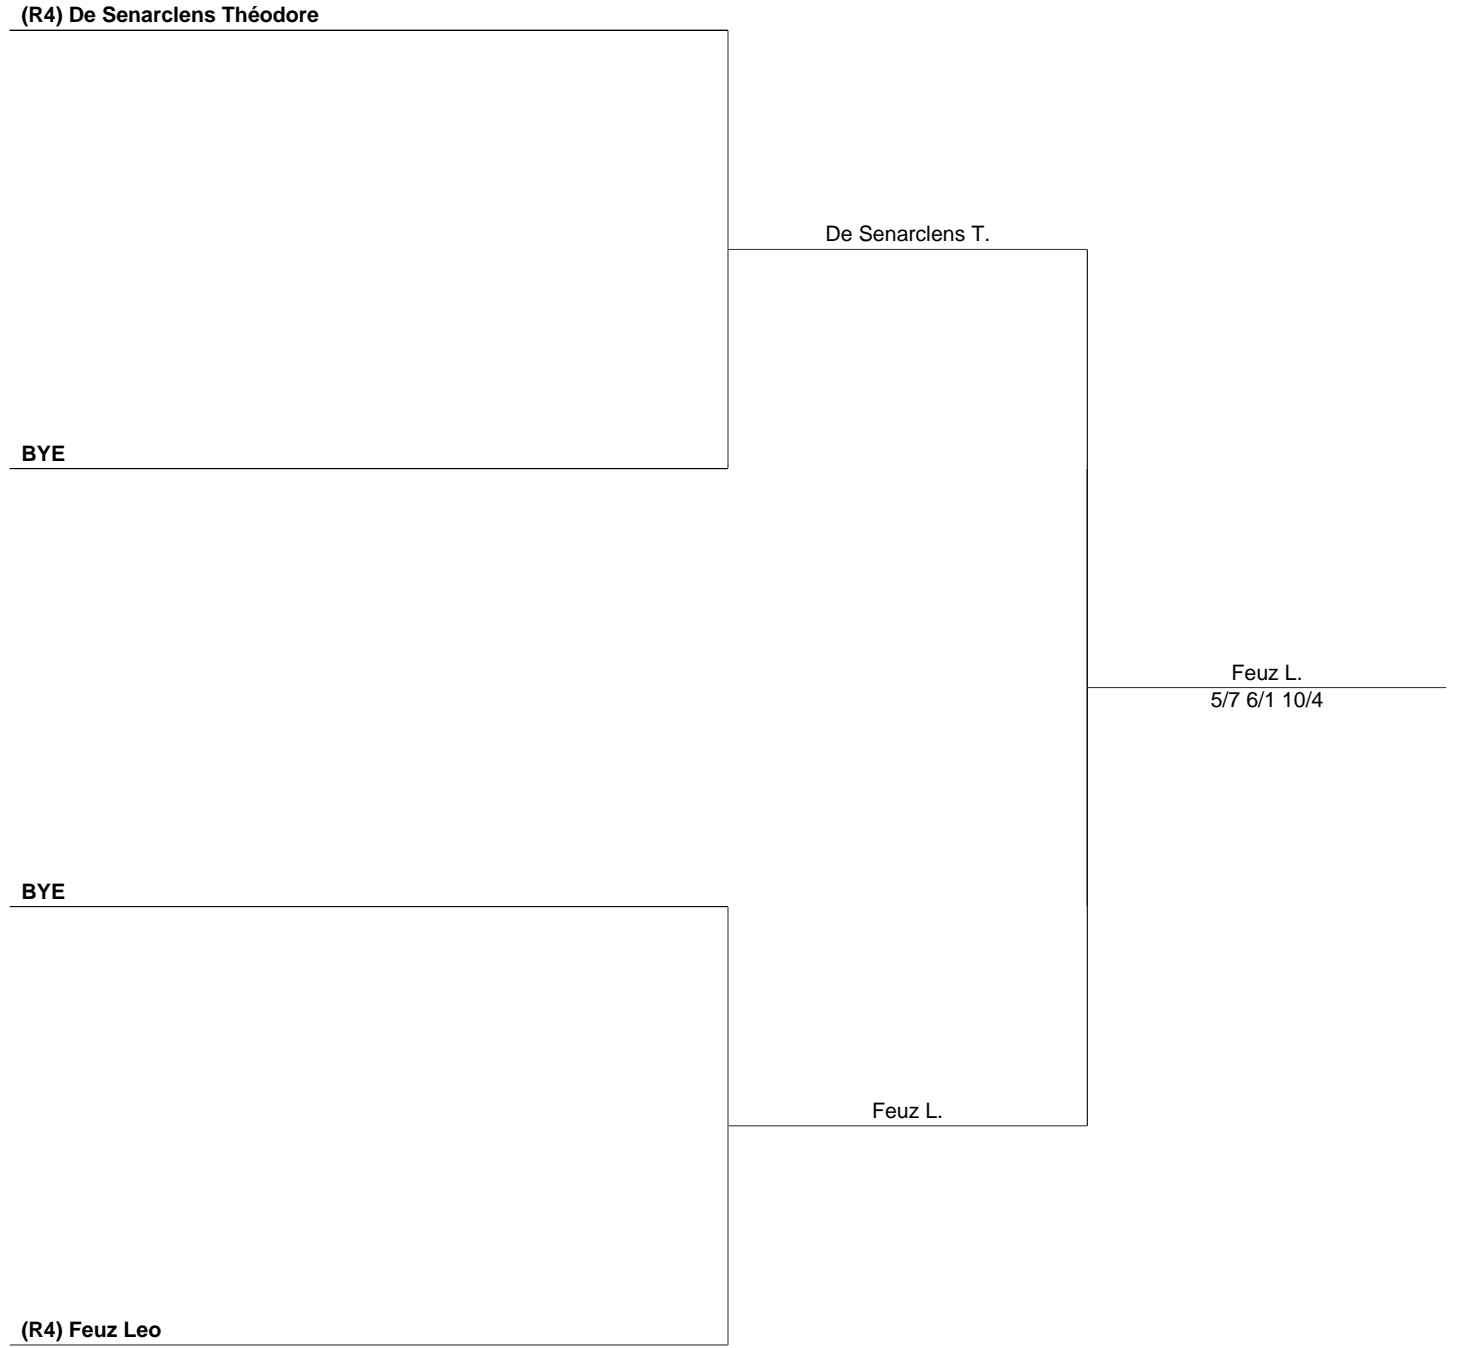 (R4) De Senarclens Théodore
De Senarclens T.
BYE
Feuz L.
5/7 6/1 10/4
BYE
Feuz L.
(R4) Feuz Leo